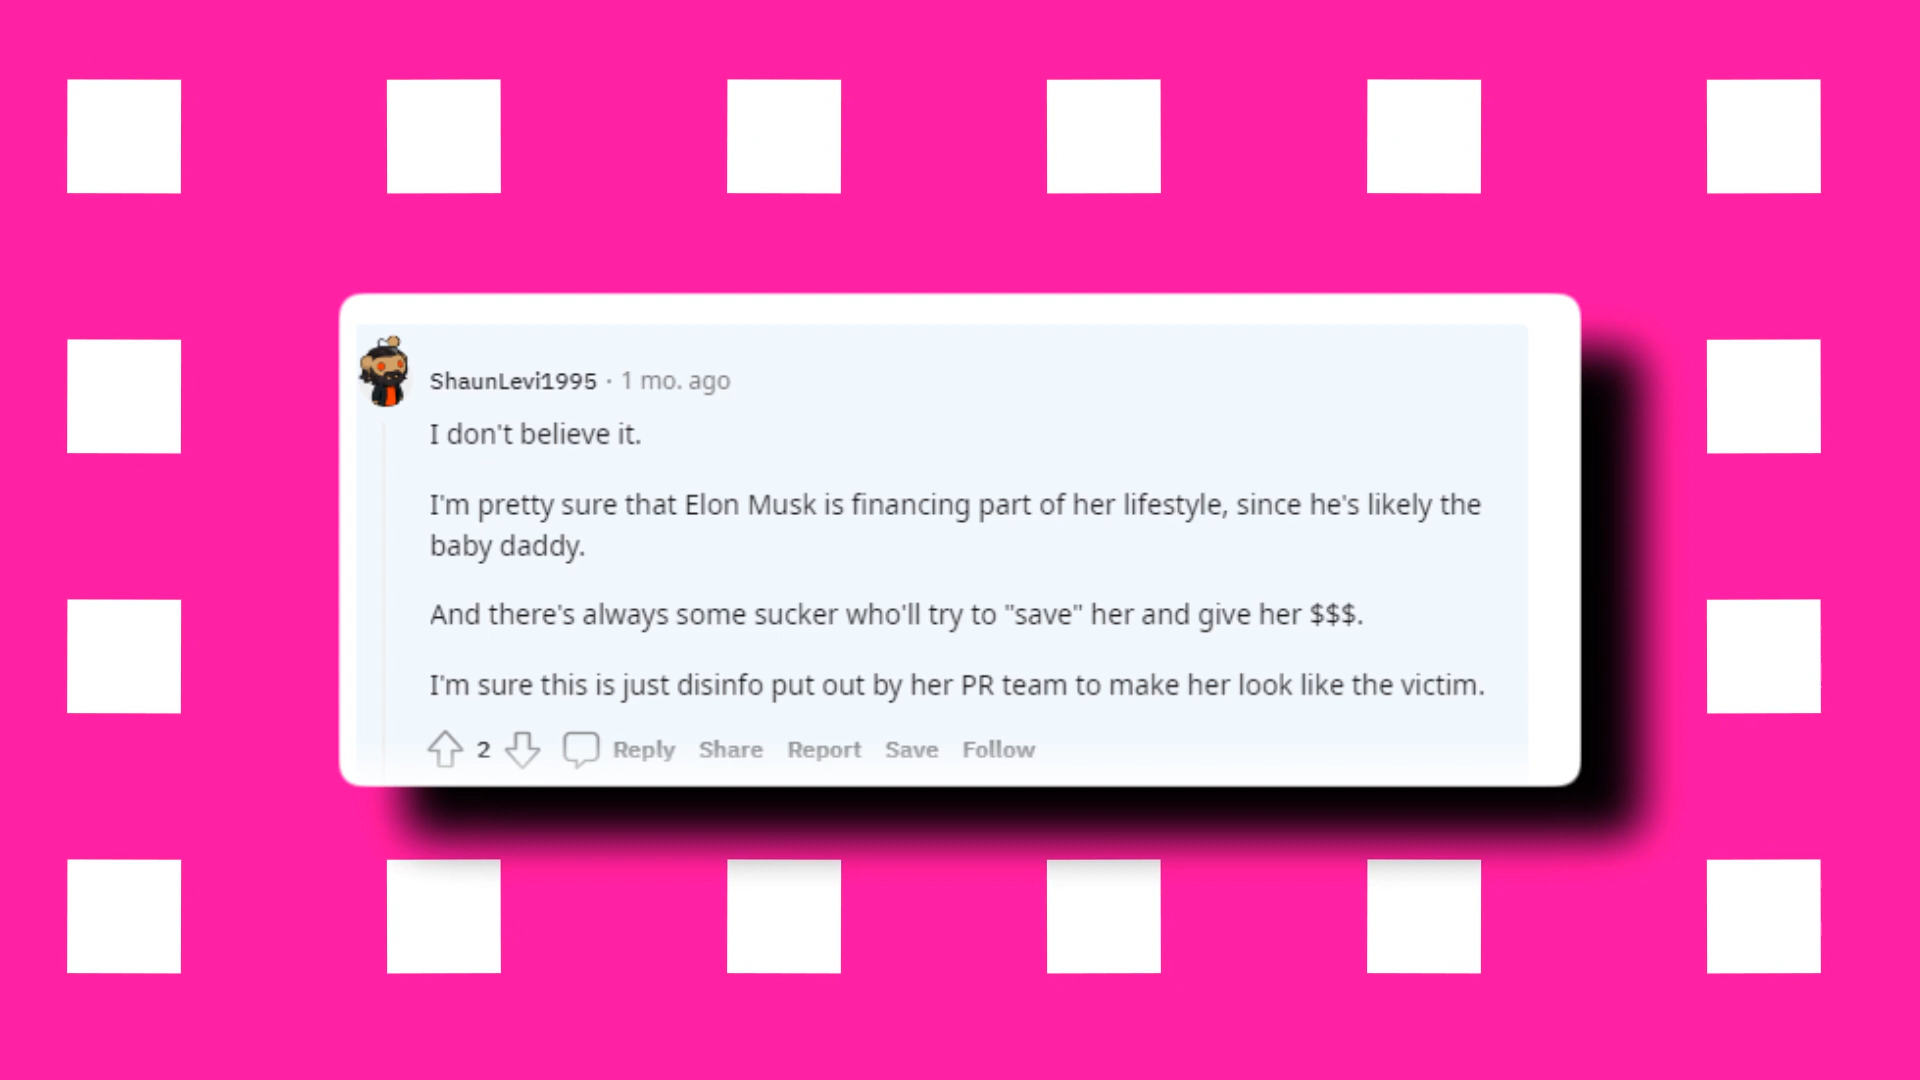 ShaunLevi1995 · 1 mo. ago
I don't believe it.
I'm pretty sure that Elon Musk is financing part of her lifestyle, since he's likely the
baby daddy.
And there's always some sucker who'll try to "save" her and give her $$$.
I'm sure this is just disinfo put out by her PR team to make her look like the victim.
2 Reply Share Report Save Follow